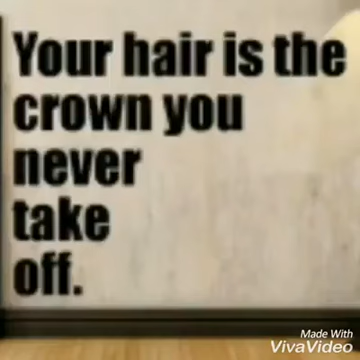 Your hair is the
crown you
never
take
off.
Made With
VivaVideo